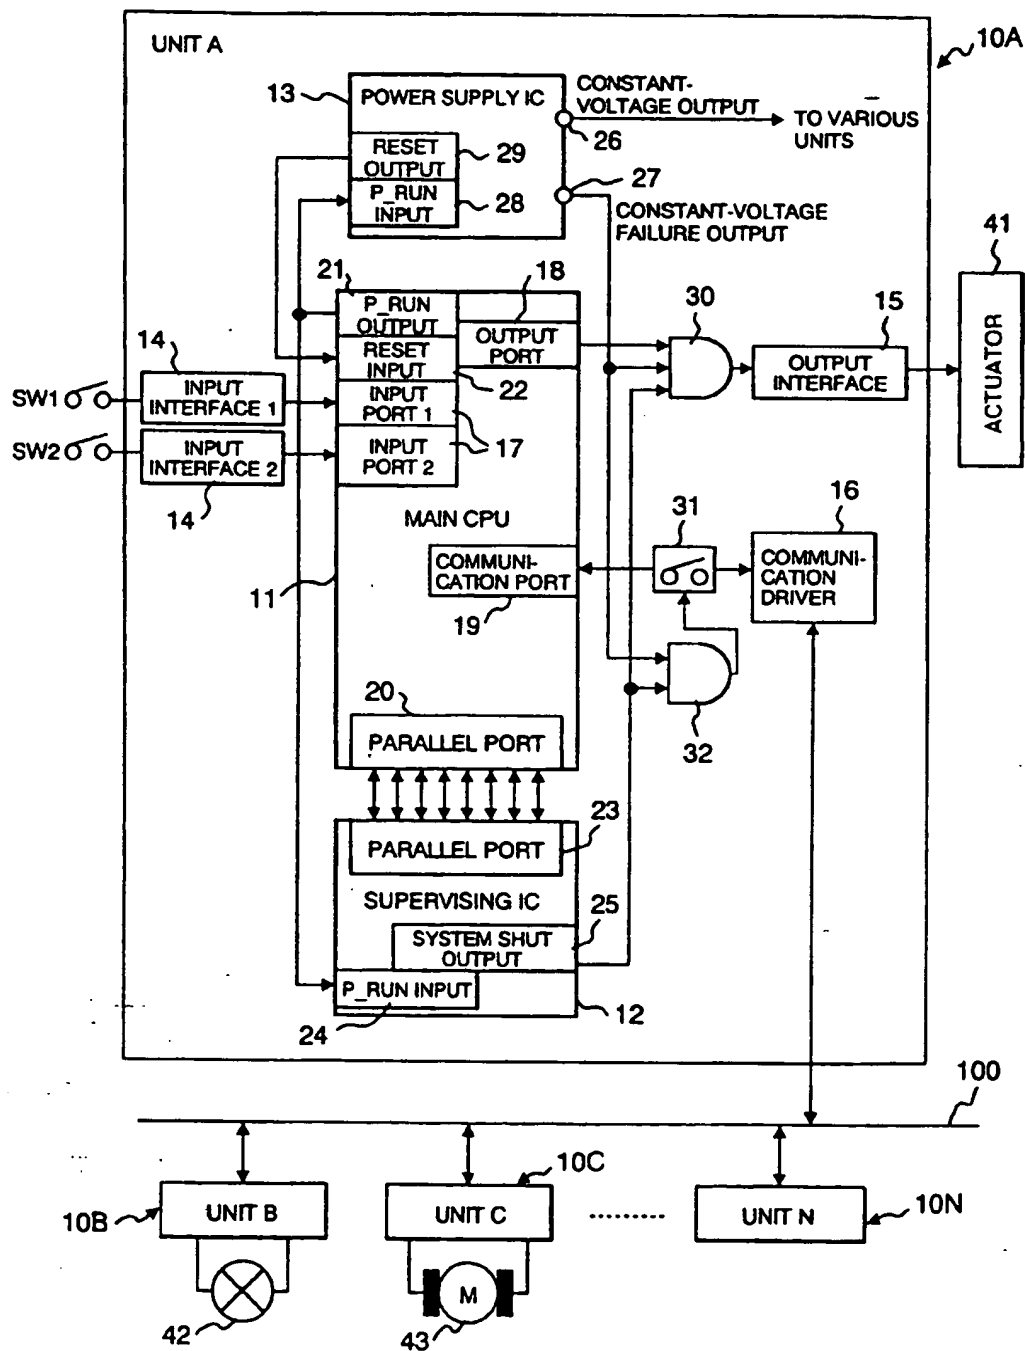 UNIT A
10A
13
POWER SUPPLY IC
CONSTANT-
VOLTAGE OUTPUT
TO VARIOUS
UNITS
26
RESET
OUTPUT
29
P_RUN
INPUT
28
27
CONSTANT-VOLTAGE
FAILURE OUTPUT
41
ACTUATOR
21
18
30
15
P_RUN
OUTPUT
OUTPUT
PORT
RESET
INPUT
22
OUTPUT
INTERFACE
14
SW1
INPUT
INTERFACE 1
INPUT
PORT 1
17
SW2
INPUT
INTERFACE 2
INPUT
PORT 2
14
MAIN CPU
31
16
COMMUNI-
CATION PORT
COMMUNI-
CATION
DRIVER
11
19
32
20
PARALLEL PORT
23
PARALLEL PORT
SUPERVISING IC
25
SYSTEM SHUT
OUTPUT
P_RUN INPUT
24
12
100
10B
UNIT B
10C
UNIT C
........
UNIT N
10N
42
M
43